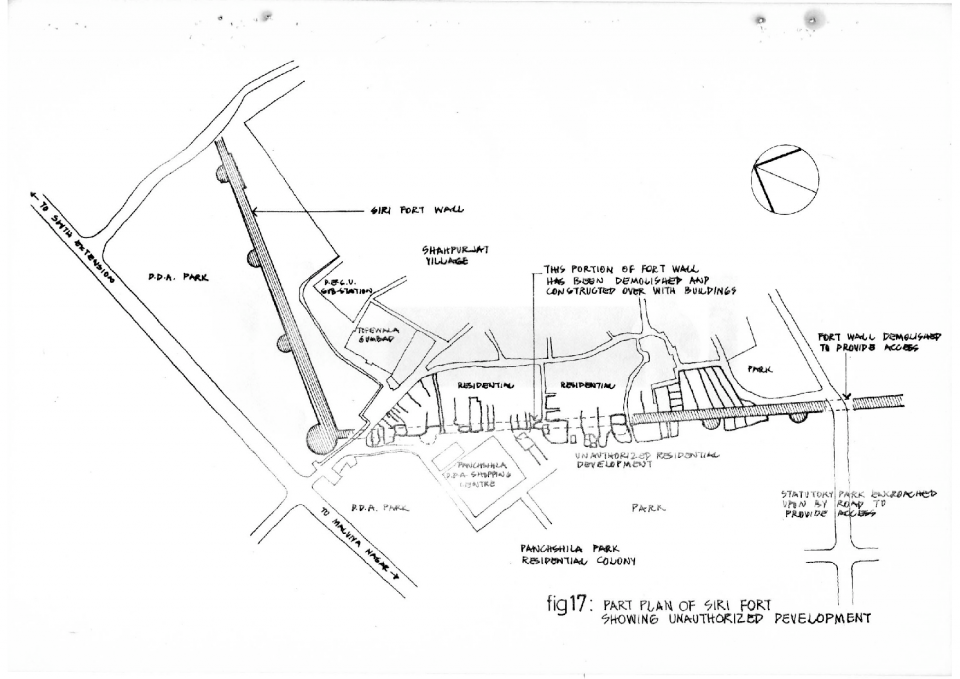 ← TO SOUTH EXTENSION
D.D.A. PARK
SIRI FORT WALL
SHAHPUR JAT
VILLAGE
D.E.S.U.
SUB-STATION
TOHEWALA
GUMBAD
THIS PORTION OF FORT WALL
HAS BEEN DEMOLISHED AND
CONSTRUCTED OVER WITH BUILDINGS
FORT WALL DEMOLISHED
TO PROVIDE ACCESS
PARK
RESIDENTIAL
RESIDENTIAL
UNAUTHORIZED RESIDENTIAL
DEVELOPMENT
PANCHSHILA
D.D.A SHOPPING
CENTRE
D.D.A. PARK
PARK
STATUTORY PARK ENCROACHED
UPON BY ROAD TO
PROVIDE ACCESS
TO MALVIYA NAGAR →
PANCHSHILA PARK
RESIDENTIAL COLONY
fig17: PART PLAN OF SIRI FORT
SHOWING UNAUTHORIZED DEVELOPMENT